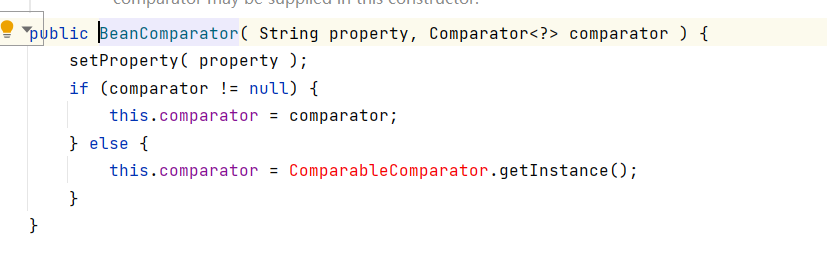 comparator may be supplied in this constructor.
public BeanComparator( String property, Comparator<?> comparator ) {
setProperty( property );
if (comparator != null) {
this.comparator = comparator;
} else {
this.comparator = ComparableComparator.getInstance();
}
}